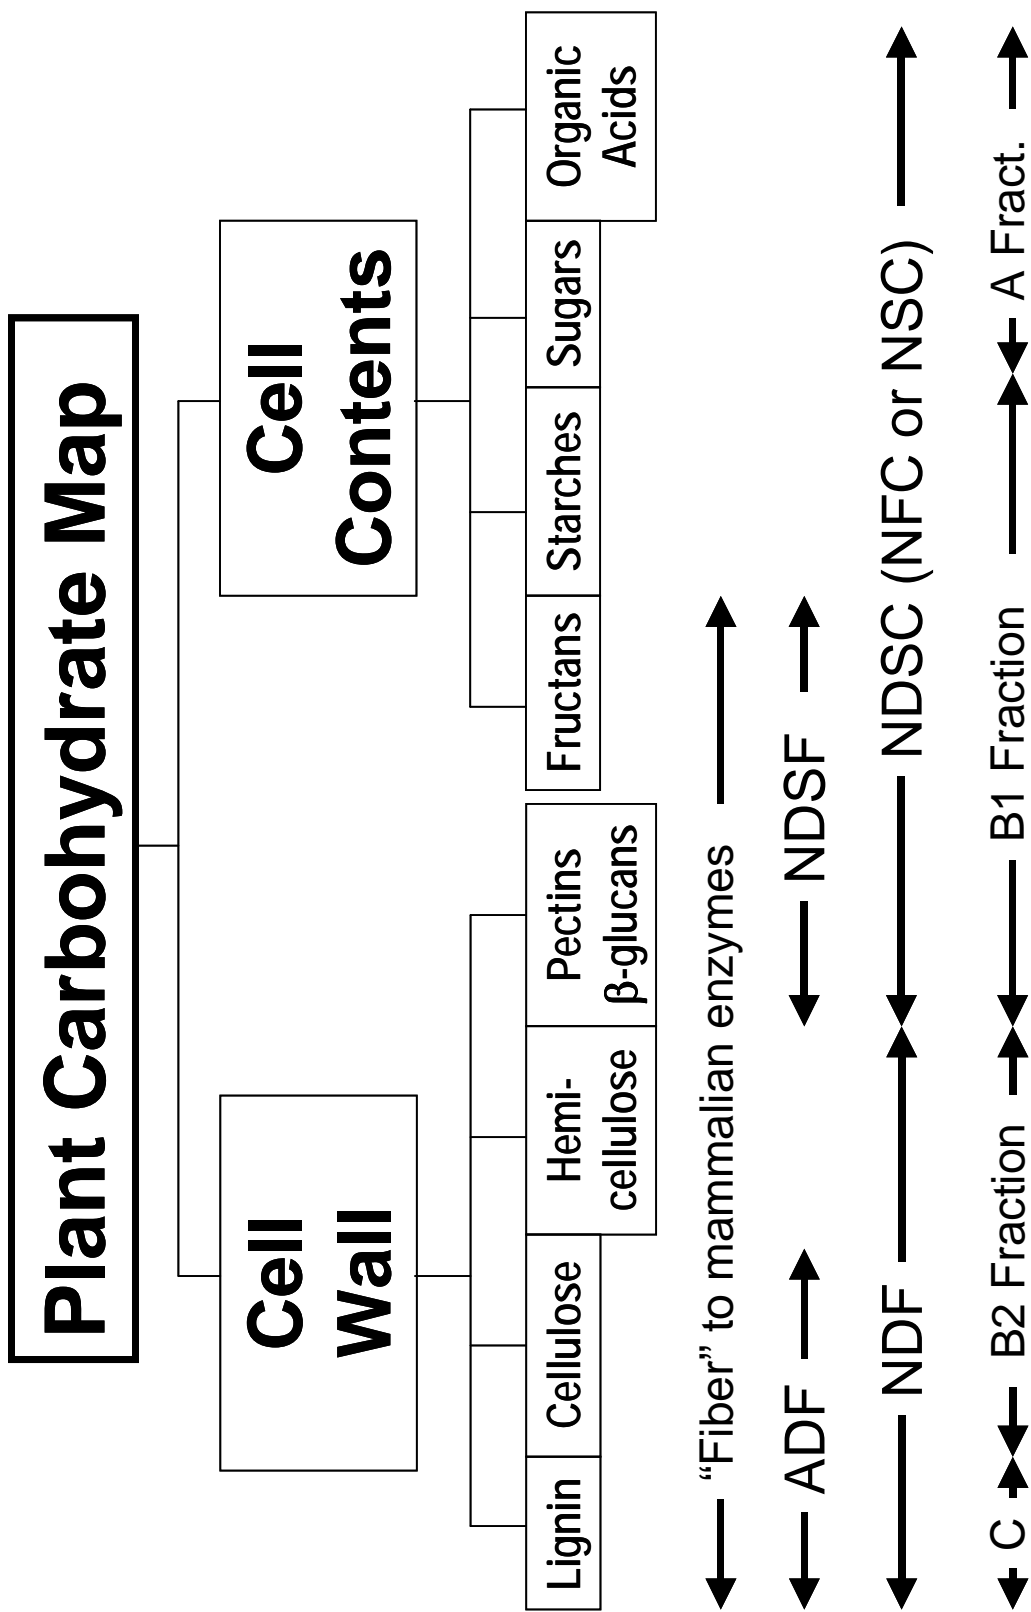 Plant Carbohydrate Map
Cell
Wall
Cell
Contents
Lignin
Cellulose
Hemi-
cellulose
Pectins
β-glucans
Fructans
Starches
Sugars
Organic
Acids
“Fiber” to mammalian enzymes
ADF
NDSF
NDF
NDSC (NFC or NSC)
C
B2 Fraction
B1 Fraction
A Fract.